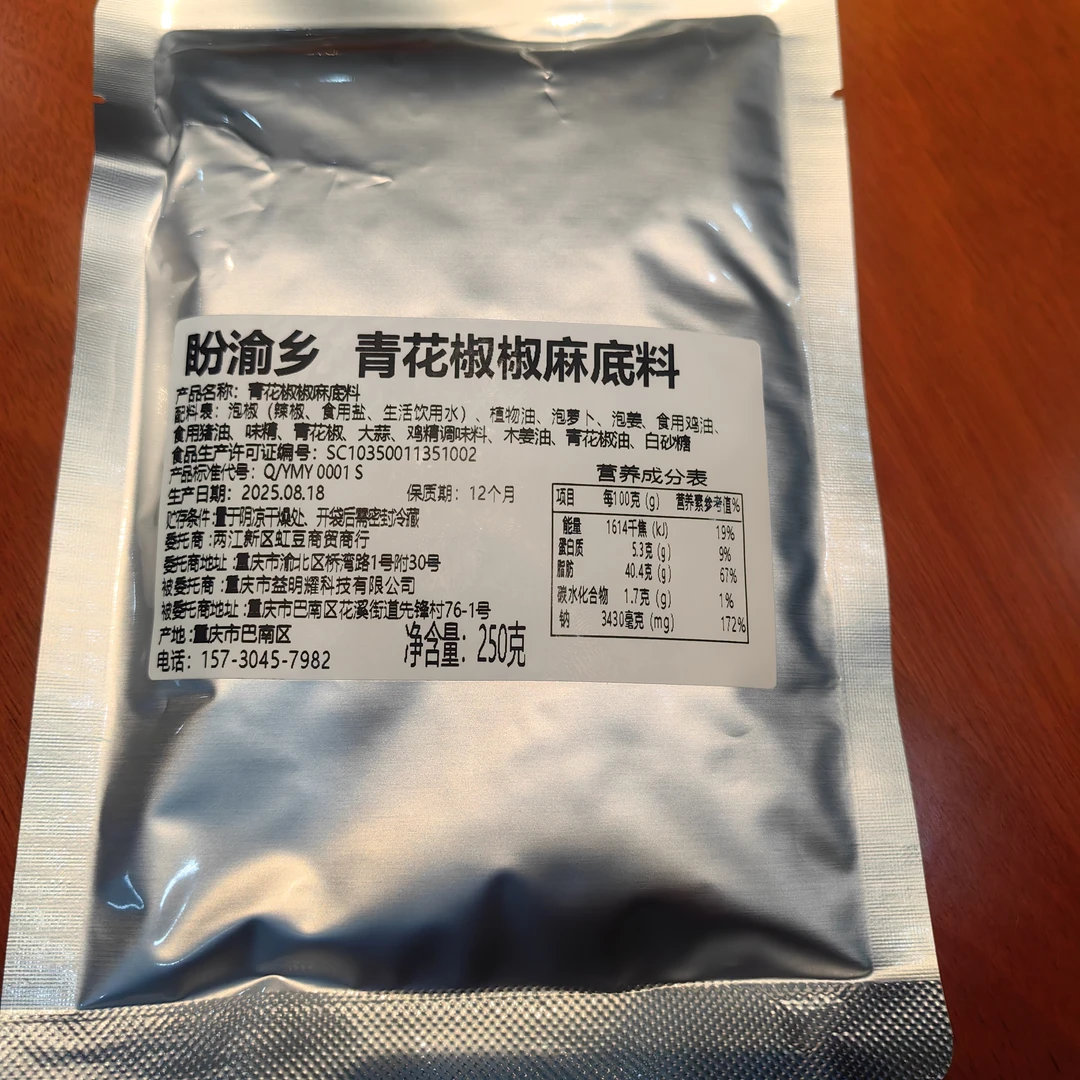 盼渝乡 青花椒椒麻底料
产品名称：青花椒椒麻底料
配料表：泡椒（辣椒、食用盐、生活饮用水）、植物油、泡萝卜、泡姜、食用鸡油、
食用猪油、味精、青花椒、大蒜、鸡精调味料、木姜油、青花椒油、白砂糖
食品生产许可证编号：SC10350011351002
产品标准代号：Q/YMY 0001 S
生产日期：2025.08.18 保质期：12个月
贮存条件:置于阴凉干燥处、开袋后需密封冷藏
委托商:两江新区虹豆商贸商行
委托商地址:重庆市渝北区桥湾路1号附30号
被委托商:重庆市益明耀科技有限公司
被委托商地址:重庆市巴南区花溪街道先锋村76-1号
产地:重庆市巴南区
净含量：250克
电话：157-3045-7982
营养成分表
项目 每100克(g) 营养素参考值%
能量 1614千焦(kJ) 19%
蛋白质 5.3克(g) 9%
脂肪 40.4克(g) 67%
碳水化合物 1.7克(g) 1%
钠 3430毫克(mg) 172%